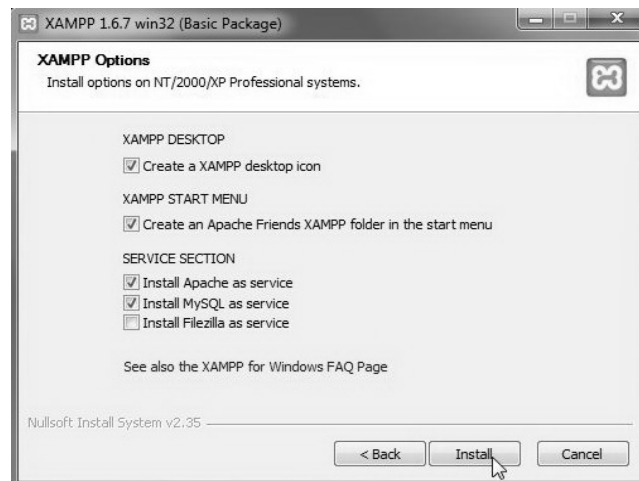 XAMPP 1.6.7 win32 (Basic Package)
XAMPP Options
Install options on NT/2000/XP Professional systems.
XAMPP DESKTOP
Create a XAMPP desktop icon
XAMPP START MENU
Create an Apache Friends XAMPP folder in the start menu
SERVICE SECTION
Install Apache as service
Install MySQL as service
Install Filezilla as service
See also the XAMPP for Windows FAQ Page
Nullsoft Install System v2.35
< Back Install Cancel